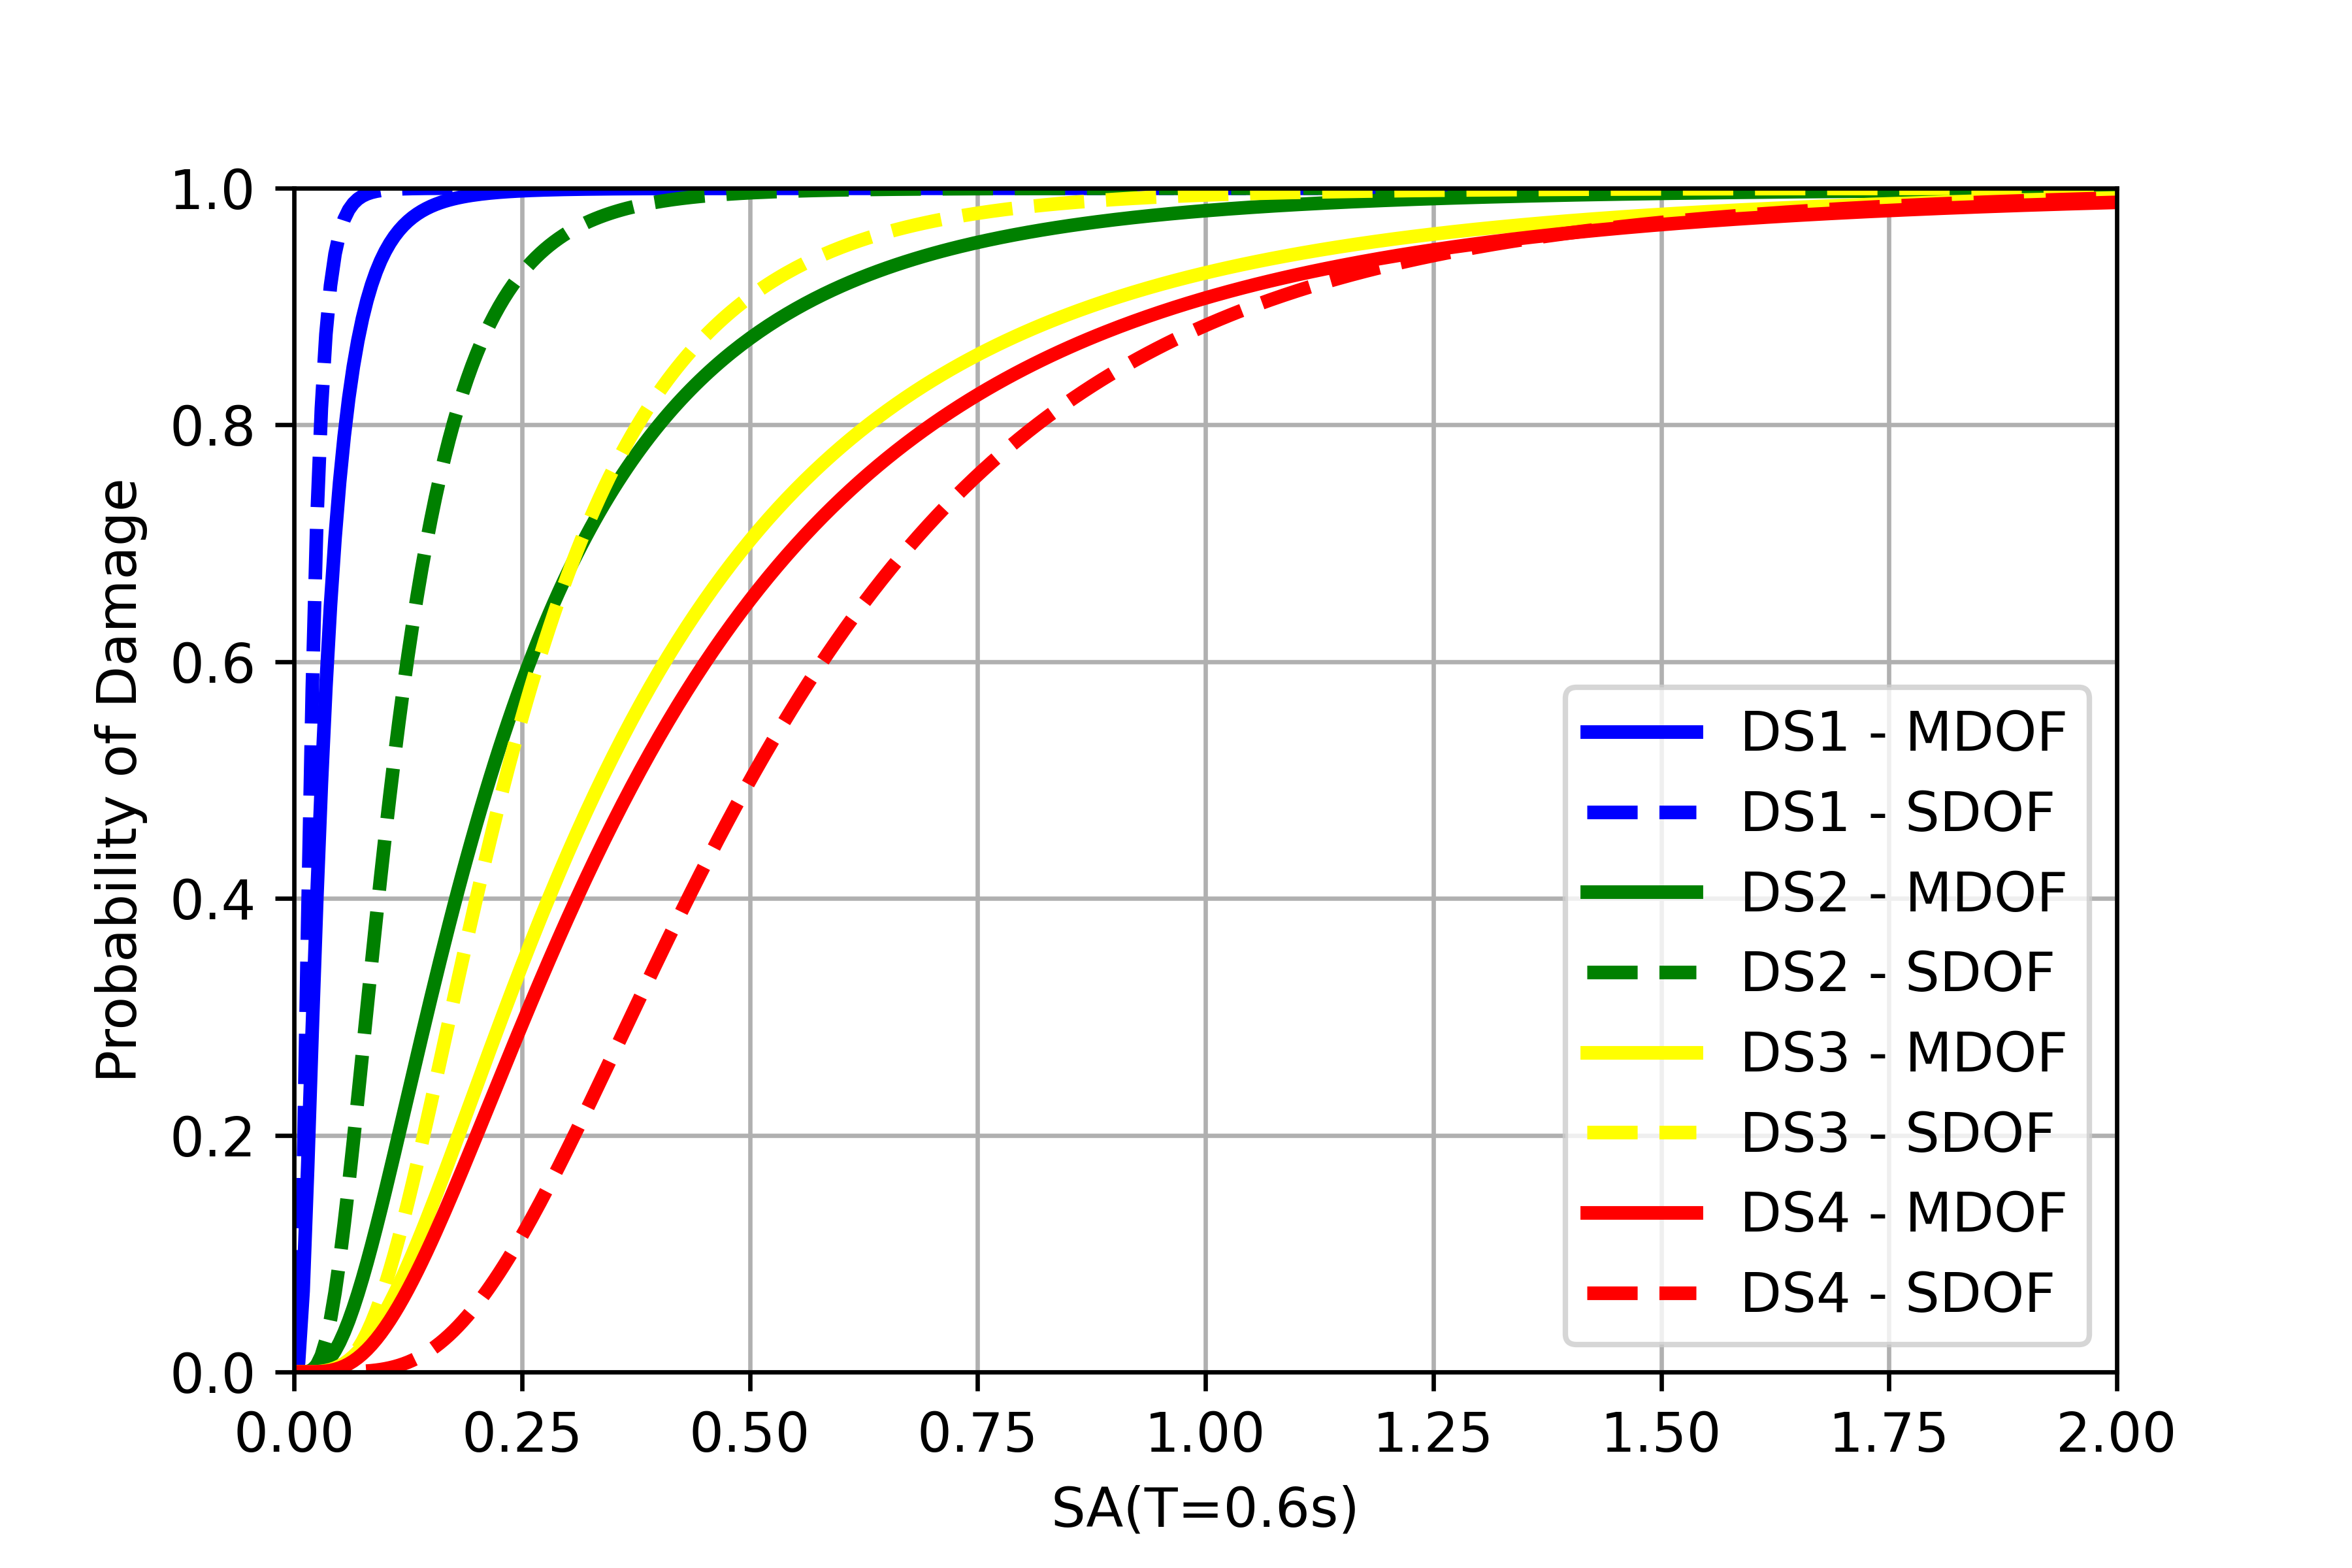 1.0
0.8
0.6
0.4
0.2
0.0
Probability of Damage
0.00 0.25 0.50 0.75 1.00 1.25 1.50 1.75 2.00
SA(T=0.6s)
DS1 - MDOF
DS1 - SDOF
DS2 - MDOF
DS2 - SDOF
DS3 - MDOF
DS3 - SDOF
DS4 - MDOF
DS4 - SDOF